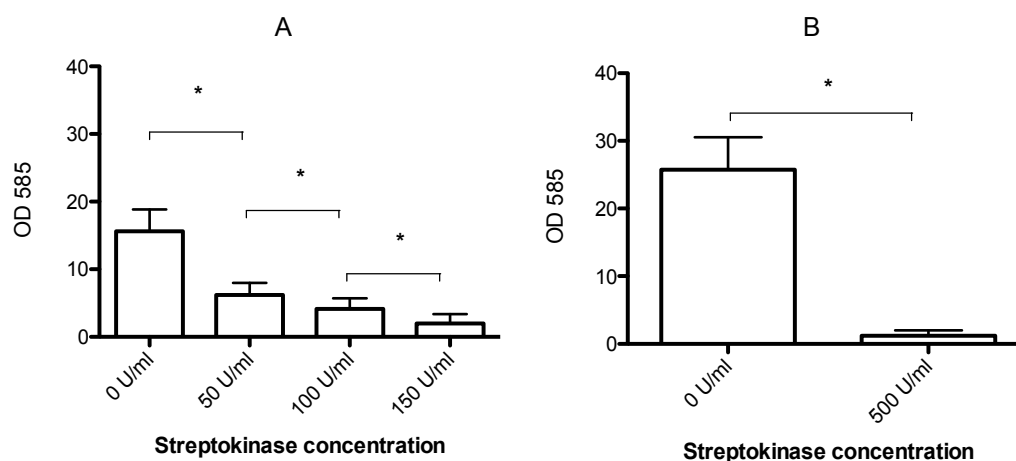 A
OD 585
40
30
20
10
0
*
*
*
0 U/ml
50 U/ml
100 U/ml
150 U/ml
Streptokinase concentration
B
OD 585
40
30
20
10
0
*
0 U/ml
500 U/ml
Streptokinase concentration